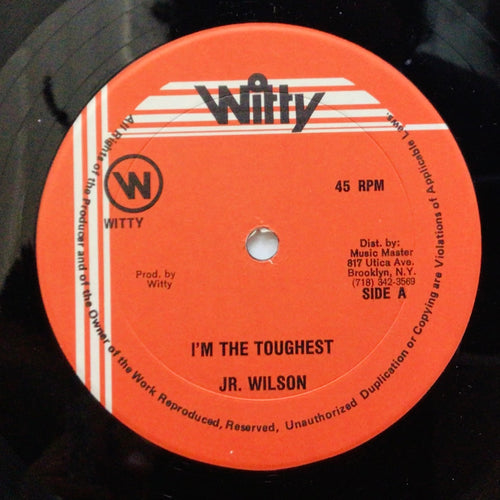 Witty
W
WITTY
45 RPM
Prod. by
Witty
Dist. by:
Music Master
817 Utica Ave.
Brooklyn, N.Y.
(718) 342-3569
SIDE A
I'M THE TOUGHEST
JR. WILSON
All Rights of the Producer and of the Owner of the Work Reproduced, Reserved, Unauthorized Duplication or Copying are Violations of Applicable Laws.